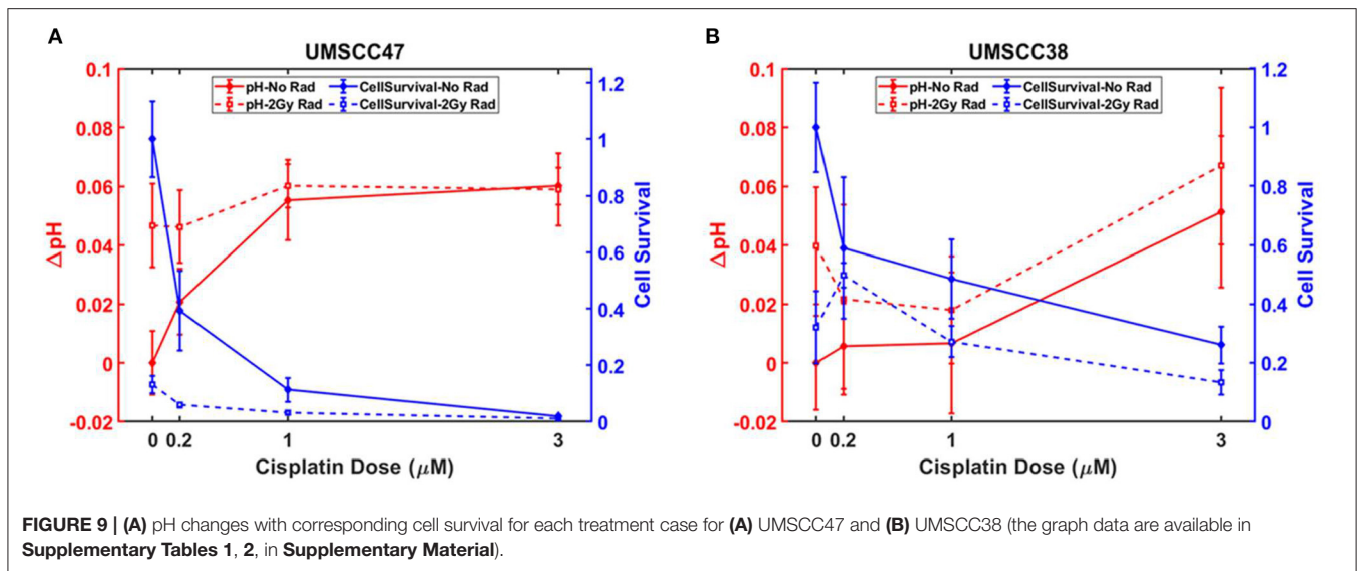 A
UMSCC47
pH-No Rad
CellSurvival-No Rad
pH-2Gy Rad
CellSurvival-2Gy Rad
0.1
0.08
0.06
0.04
0.02
0
-0.02
ΔpH
1.2
1
0.8
0.6
0.4
0.2
0
Cell Survival
0 0.2 1 3
Cisplatin Dose (μM)
B
UMSCC38
pH-No Rad
CellSurvival-No Rad
pH-2Gy Rad
CellSurvival-2Gy Rad
0.1
0.08
0.06
0.04
0.02
0
-0.02
ΔpH
1.2
1
0.8
0.6
0.4
0.2
0
Cell Survival
0 0.2 1 3
Cisplatin Dose (μM)
FIGURE 9 | (A) pH changes with corresponding cell survival for each treatment case for (A) UMSCC47 and (B) UMSCC38 (the graph data are available in
Supplementary Tables 1, 2, in Supplementary Material).